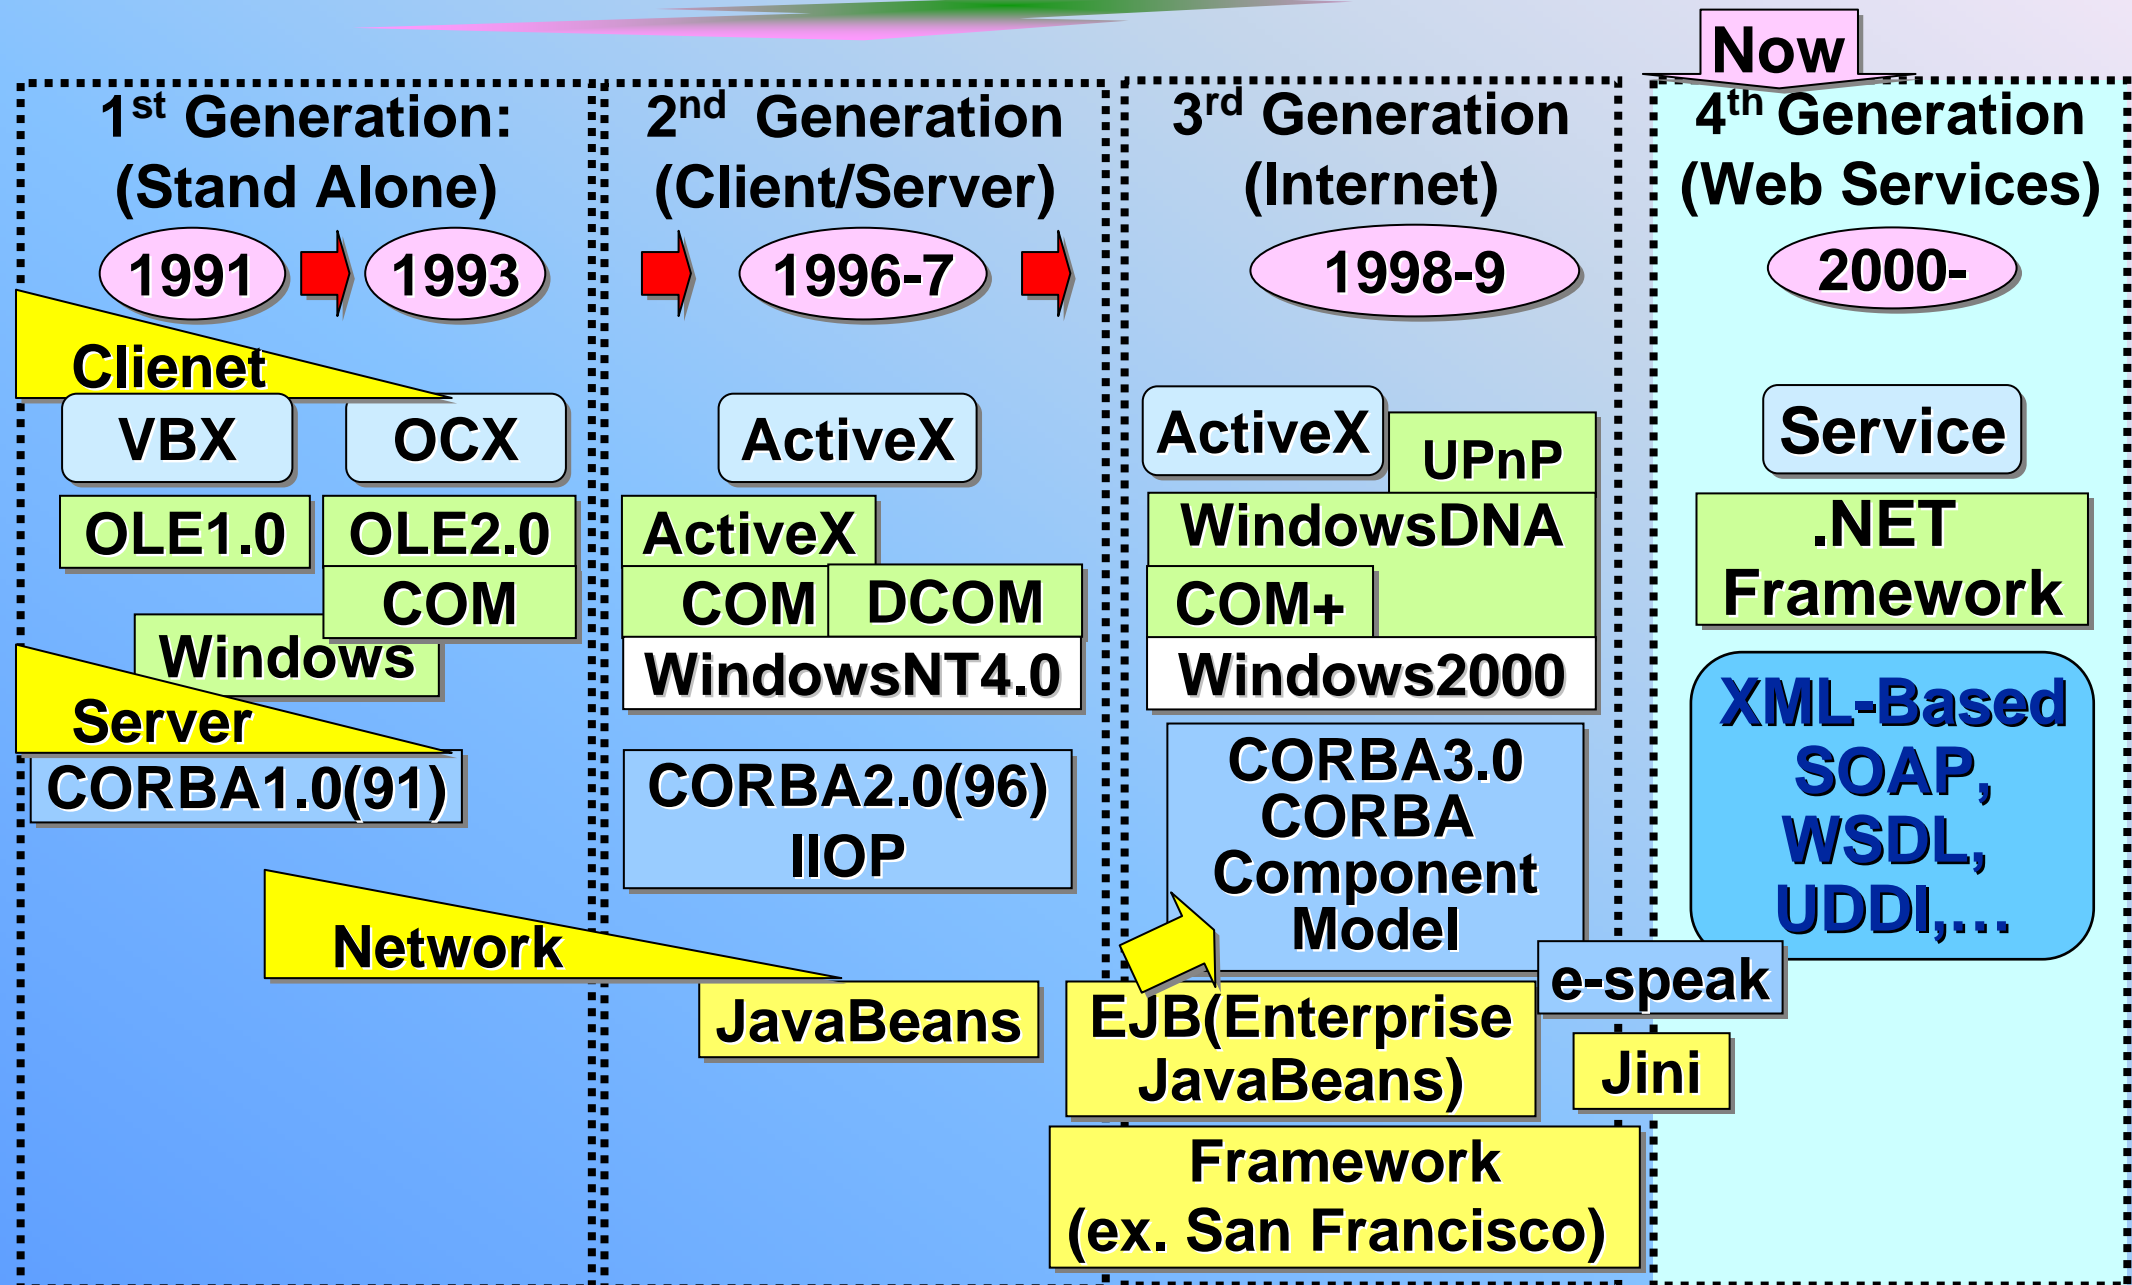 Now
1st Generation:
(Stand Alone)
1991
1993
Clienet
VBX
OCX
OLE1.0
OLE2.0
COM
Windows
Server
CORBA1.0(91)
Network
2nd Generation
(Client/Server)
1996-7
ActiveX
ActiveX
COM
DCOM
WindowsNT4.0
CORBA2.0(96)
IIOP
JavaBeans
3rd Generation
(Internet)
1998-9
ActiveX
UPnP
WindowsDNA
COM+
Windows2000
CORBA3.0
CORBA
Component
Model
EJB(Enterprise
JavaBeans)
Framework
(ex. San Francisco)
e-speak
Jini
4th Generation
(Web Services)
2000-
Service
.NET
Framework
XML-Based
SOAP,
WSDL,
UDDI,…